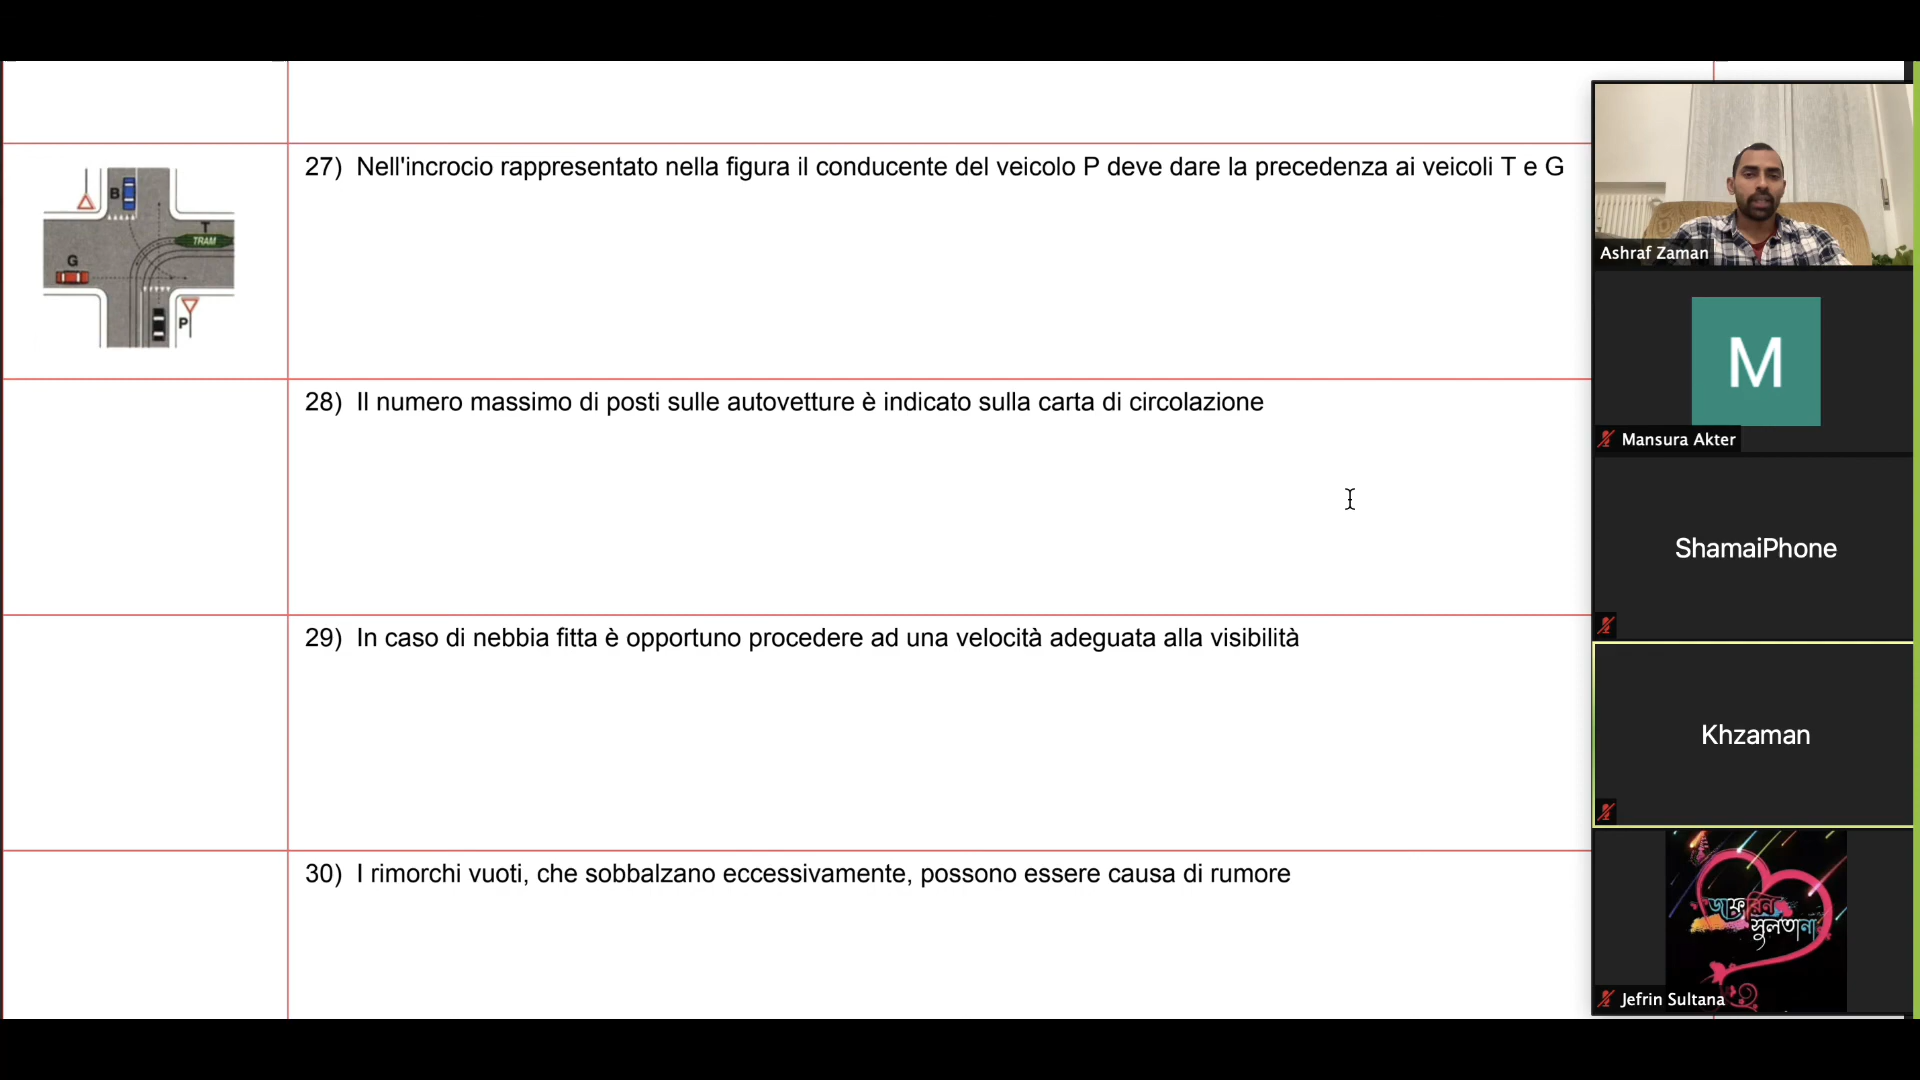 27) Nell'incrocio rappresentato nella figura il conducente del veicolo P deve dare la precedenza ai veicoli T e G
B
T
TRAM
G
P
28) Il numero massimo di posti sulle autovetture è indicato sulla carta di circolazione
29) In caso di nebbia fitta è opportuno procedere ad una velocità adeguata alla visibilità
30) I rimorchi vuoti, che sobbalzano eccessivamente, possono essere causa di rumore
Ashraf Zaman
M
Mansura Akter
ShamaiPhone
Khzaman
জাফরিন
সুলতানা
Jefrin Sultana